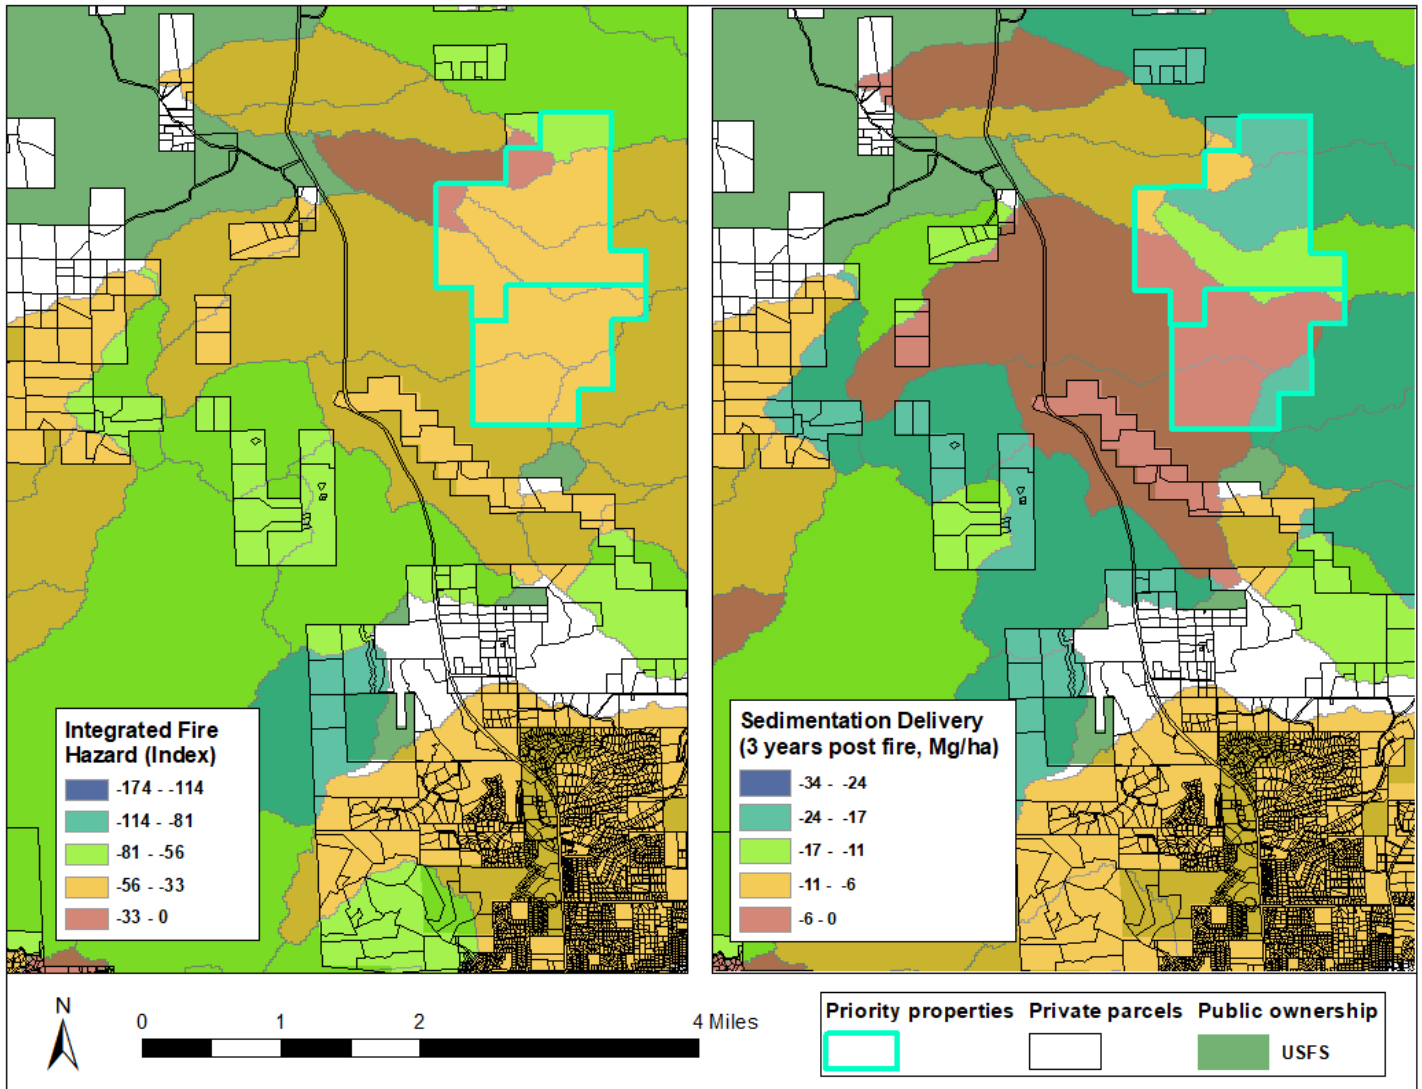 Integrated Fire
Hazard (Index)
-174 - -114
-114 - -81
-81 - -56
-56 - -33
-33 - 0
Sedimentation Delivery
(3 years post fire, Mg/ha)
-34 - -24
-24 - -17
-17 - -11
-11 - -6
-6 - 0
N
0 1 2 4 Miles
Priority properties Private parcels Public ownership
USFS